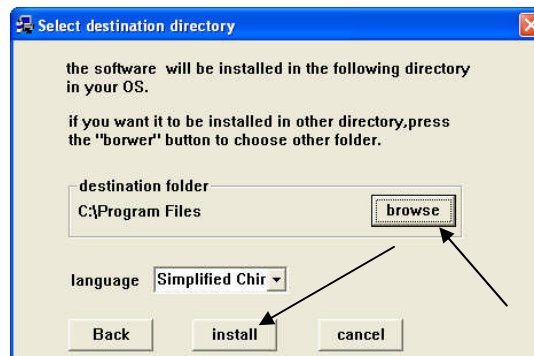 Select destination directory
the software will be installed in the following directory
in your OS.
if you want it to be installed in other directory,press
the "borwer" button to choose other folder.
destination folder
C:\Program Files
browse
language
Simplified Chir
Back
install
cancel